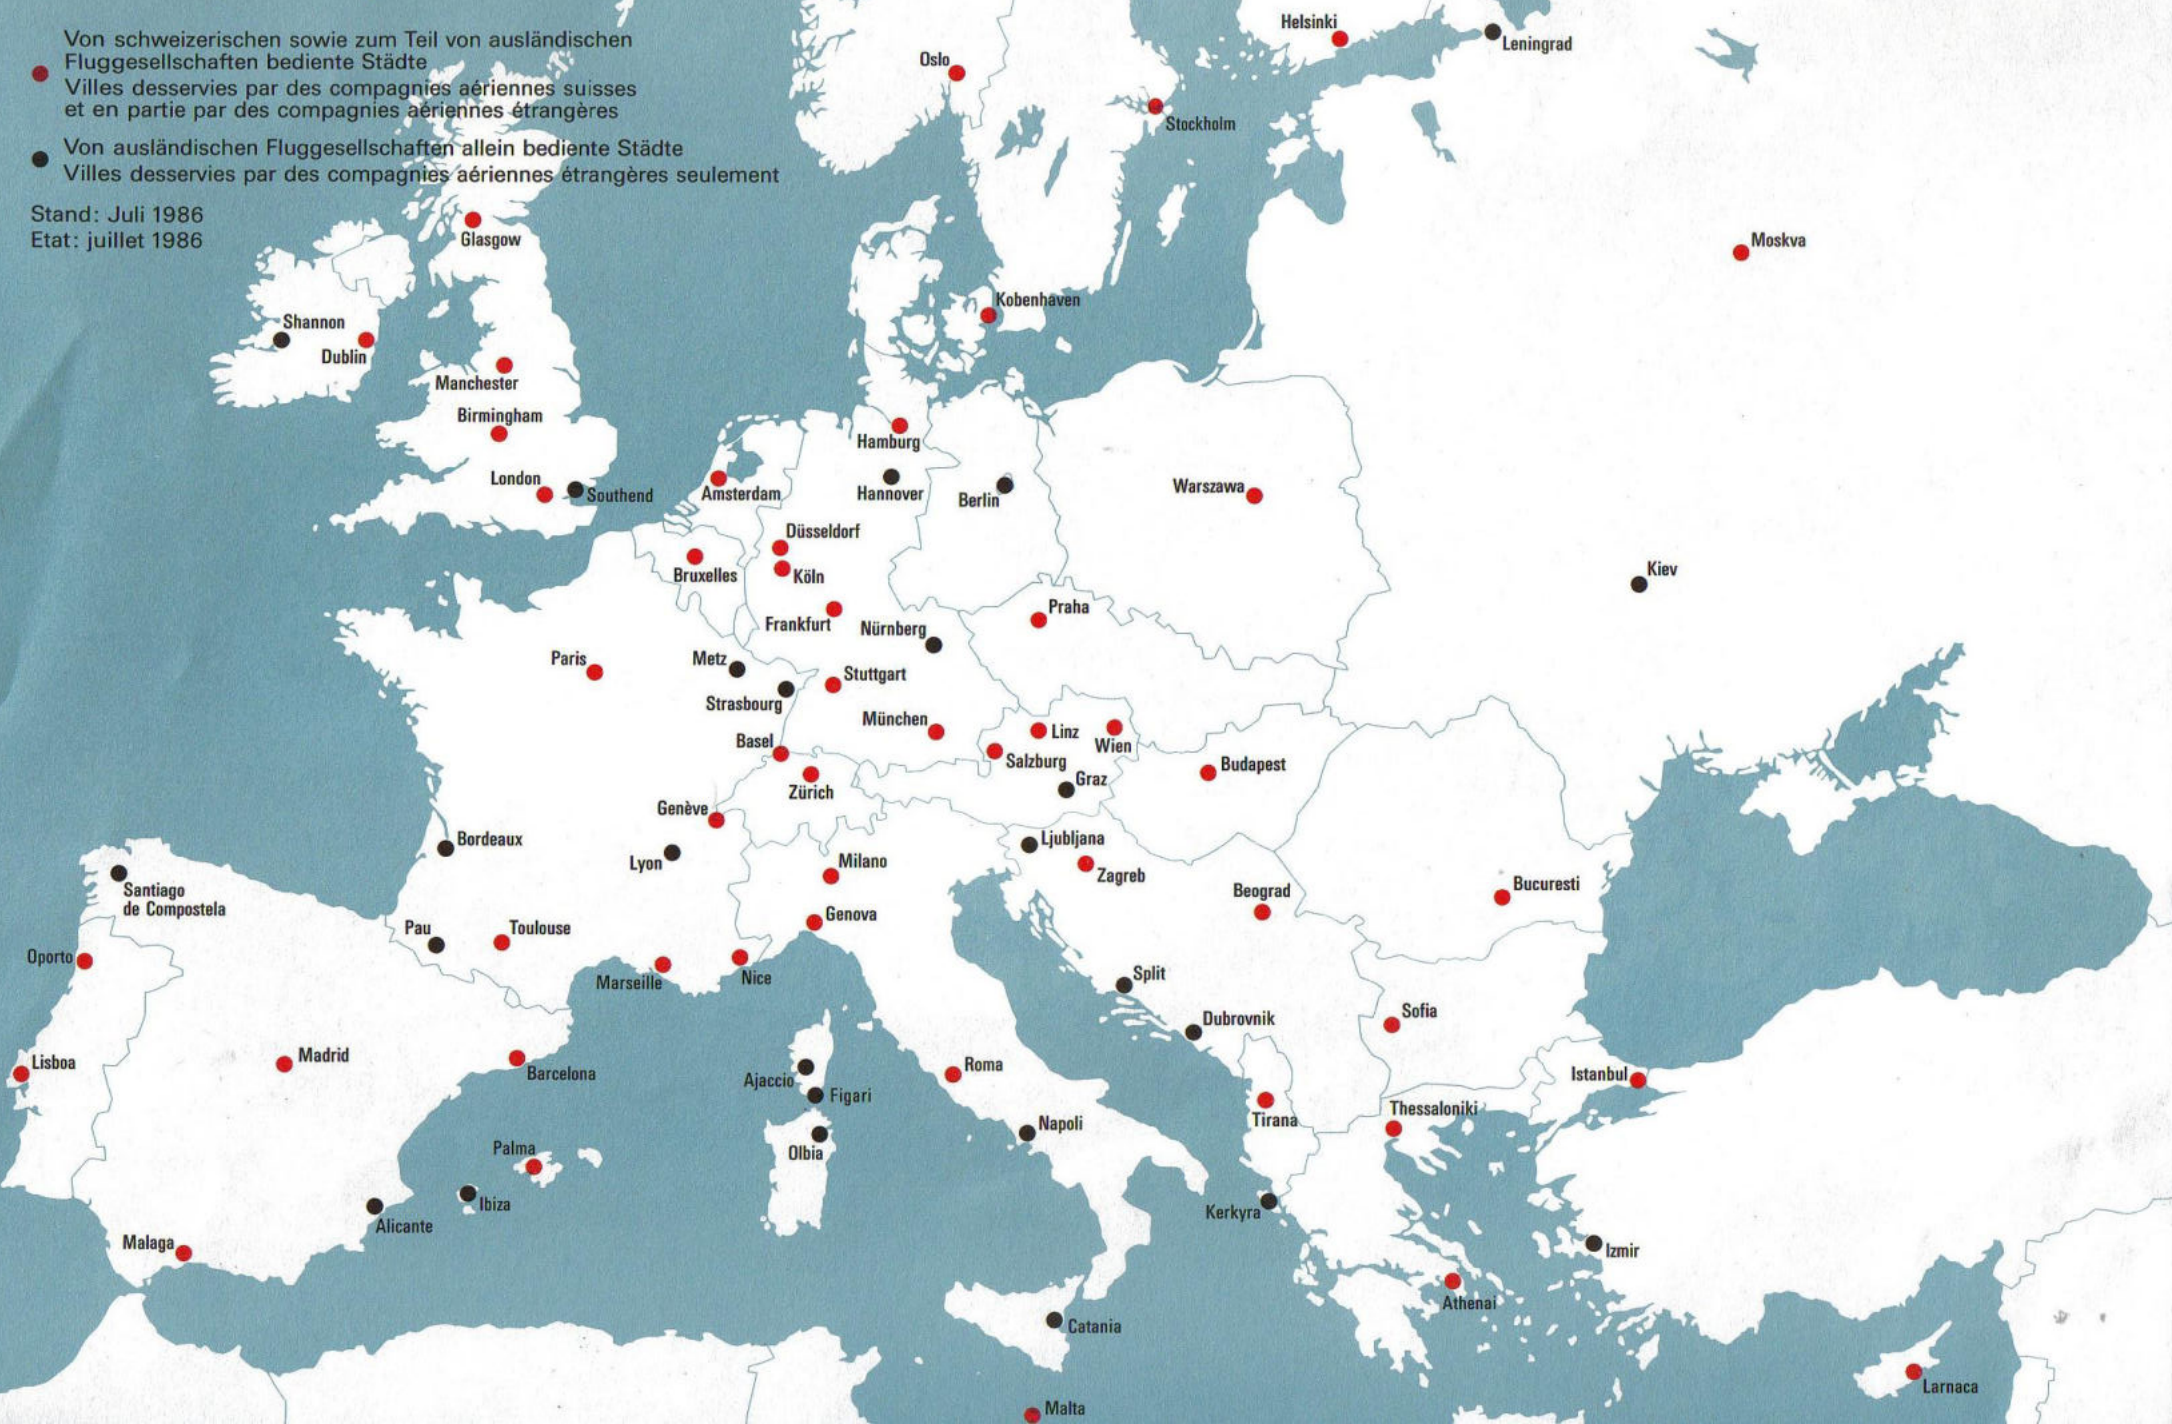 Von schweizerischen sowie zum Teil von ausländischen
Fluggesellschaften bediente Städte
Villes desservies par des compagnies aériennes suisses
et en partie par des compagnies aériennes étrangères
Von ausländischen Fluggesellschaften allein bediente Städte
Villes desservies par des compagnies aériennes étrangères seulement
Stand: Juli 1986
Etat: juillet 1986
Helsinki
Leningrad
Oslo
Stockholm
Glasgow
Moskva
Kobenhaven
Shannon
Dublin
Manchester
Birmingham
Hamburg
London
Southend
Amsterdam
Hannover
Berlin
Warszawa
Düsseldorf
Bruxelles
Köln
Kiev
Praha
Frankfurt
Nürnberg
Paris
Metz
Stuttgart
Strasbourg
München
Linz
Wien
Basel
Salzburg
Budapest
Graz
Zürich
Genève
Bordeaux
Ljubljana
Lyon
Milano
Zagreb
Santiago
de Compostela
Beograd
Bucuresti
Genova
Pau
Toulouse
Oporto
Marseille
Nice
Split
Dubrovnik
Sofia
Lisboa
Madrid
Barcelona
Roma
Istanbul
Ajaccio
Figari
Thessaloniki
Tirana
Napoli
Palma
Olbia
Ibiza
Alicante
Kerkyra
Malaga
Izmir
Athenai
Catania
Larnaca
Malta